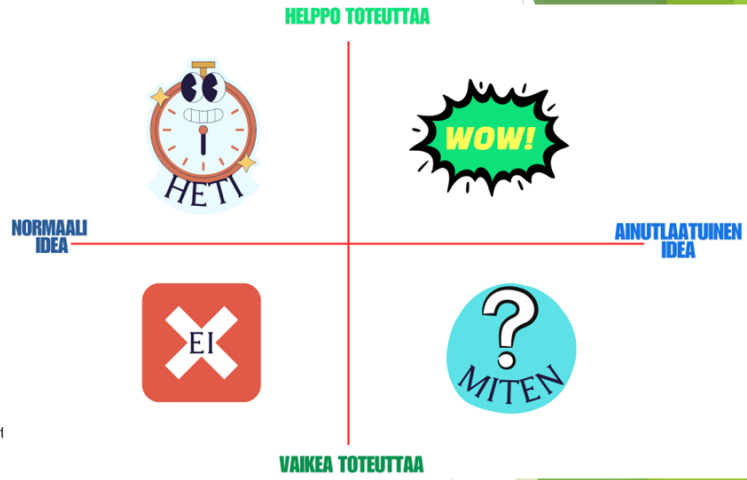 HELPPO TOTEUTTAA
HETI
WOW!
NORMAALI
IDEA
AINUTLAATUINEN
IDEA
EI
?
MITEN
VAIKEA TOTEUTTAA